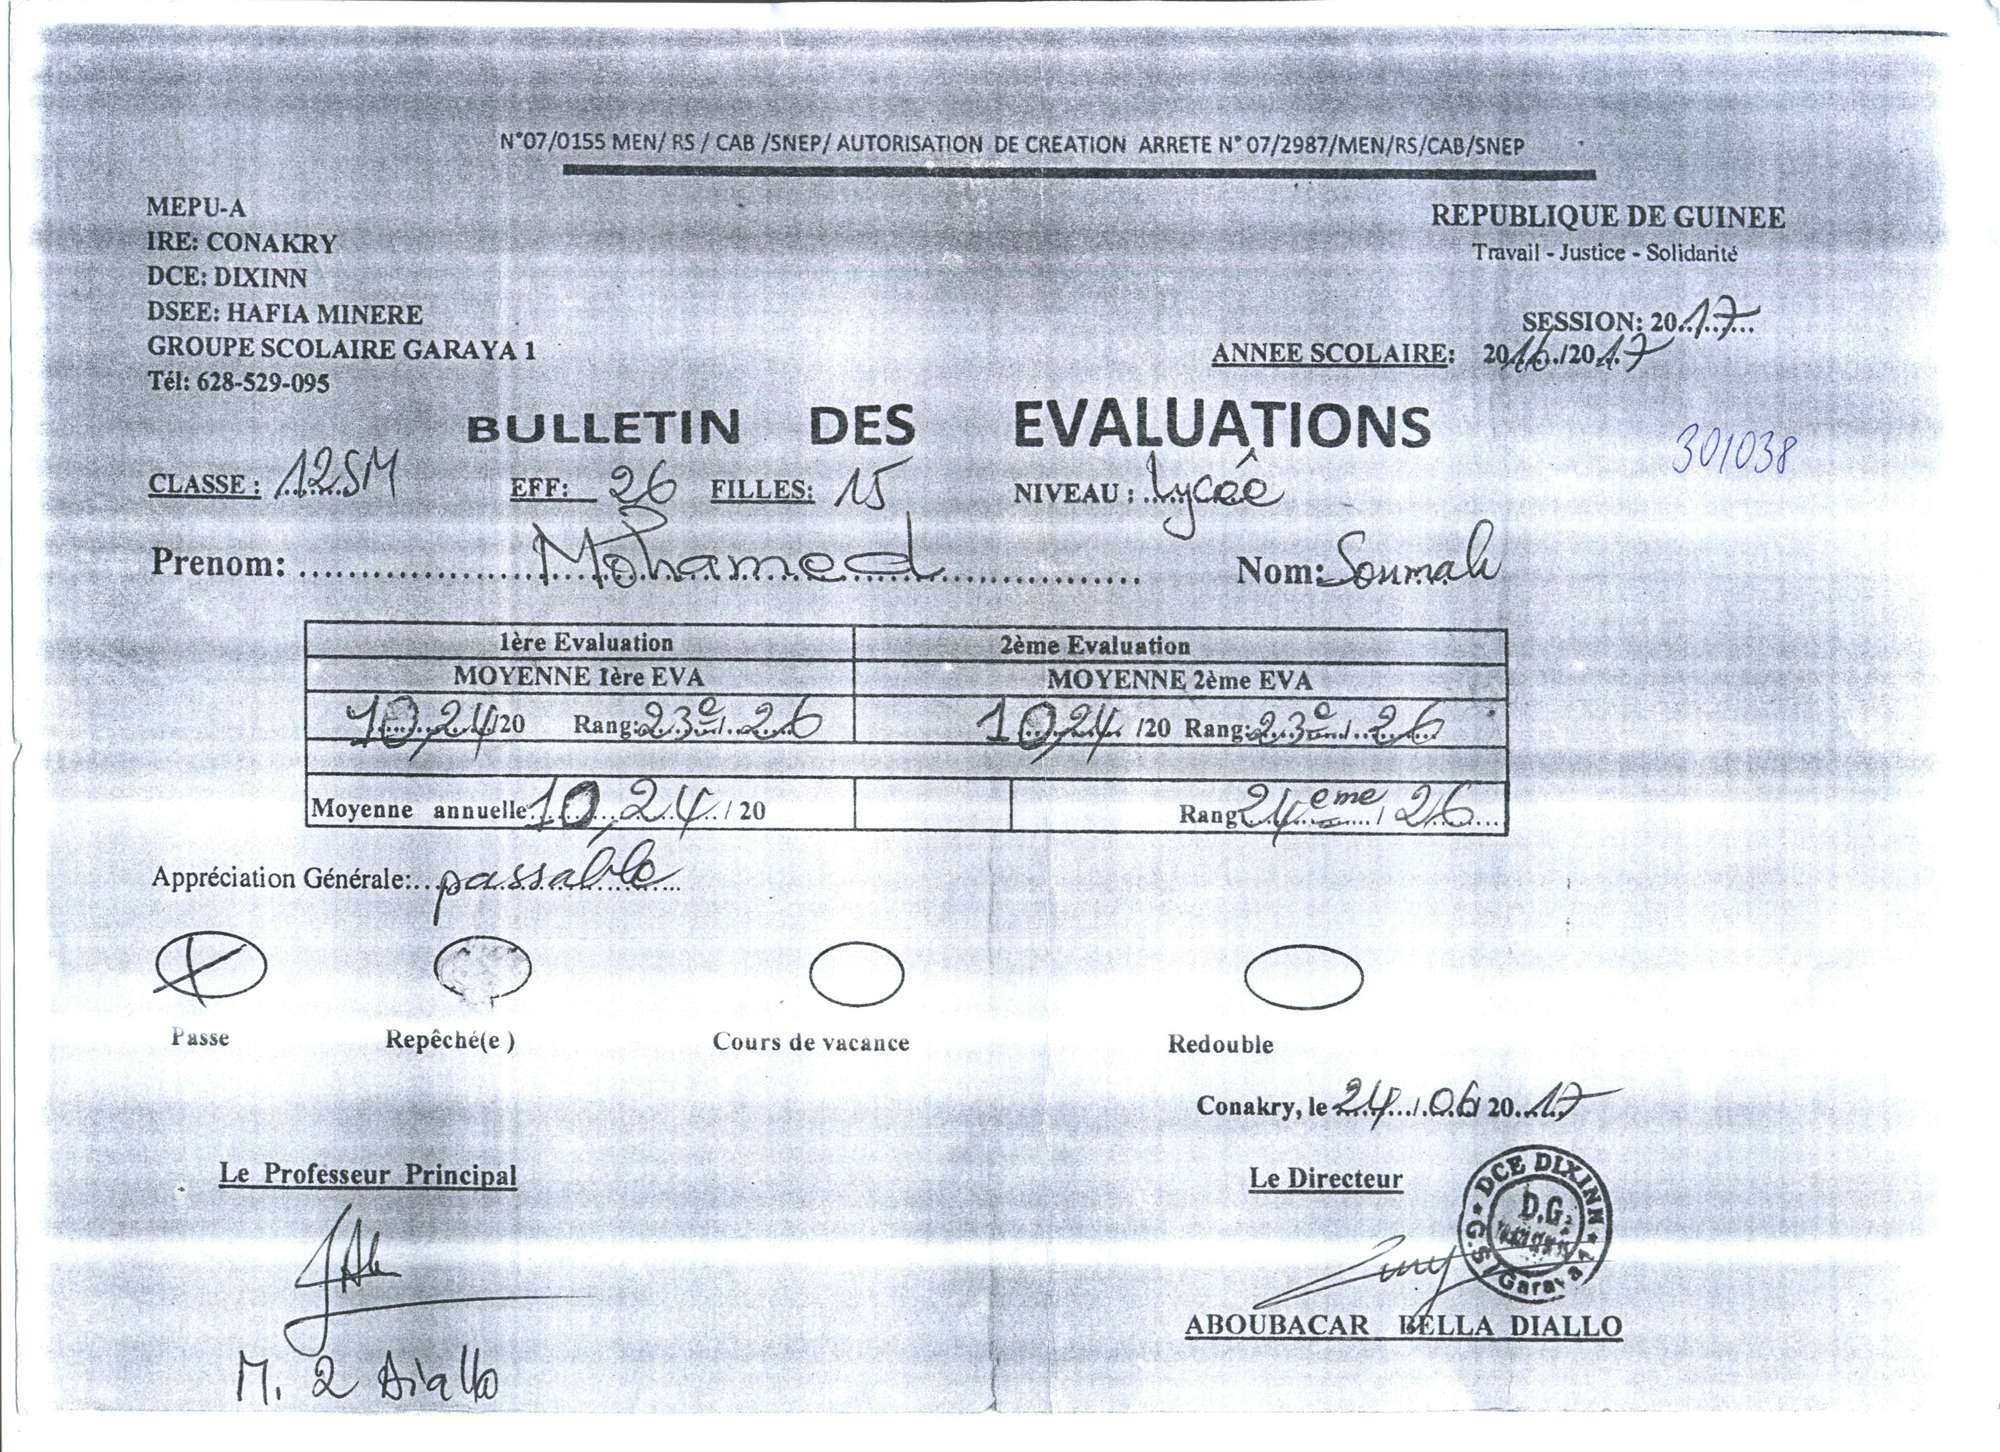 N°07/0155 MEN/ RS / CAB /SNEP/ AUTORISATION DE CREATION ARRETE N° 07/2987/MEN/RS/CAB/SNEP
MEPU-A
IRE: CONAKRY
DCE: DIXINN
DSEE: HAFIA MINERE
GROUPE SCOLAIRE GARAYA 1
Tél: 628-529-095
REPUBLIQUE DE GUINEE
Travail - Justice - Solidarité
SESSION: 2017
ANNEE SCOLAIRE: 2016/2017
BULLETIN DES EVALUATIONS
301038
CLASSE : 12SM EFF: 26 FILLES: 15 NIVEAU : Lycée
Prenom: Mohamed Nom: Soumah
1ère Evaluation 2ème Evaluation
MOYENNE 1ère EVA MOYENNE 2ème EVA
10,24/20 Rang: 23e/26 10,24 /20 Rang: 23e/26
Moyenne annuelle 10,24/20 Rang 24eme/26
Appréciation Générale: passable
Passe Repêché(e) Cours de vacance Redouble
Conakry, le 24/06/2017
Le Professeur Principal
Le Directeur
DCE DIXINN
D.G.
G.S/Garaya 1
ABOUBACAR BELLA DIALLO
M. 2 Diallo